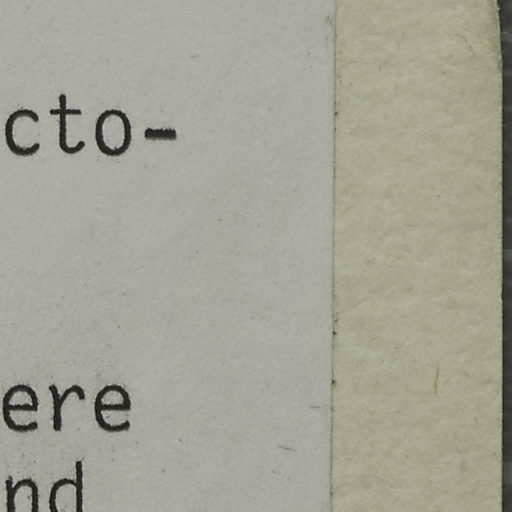 cto-
ere
nd